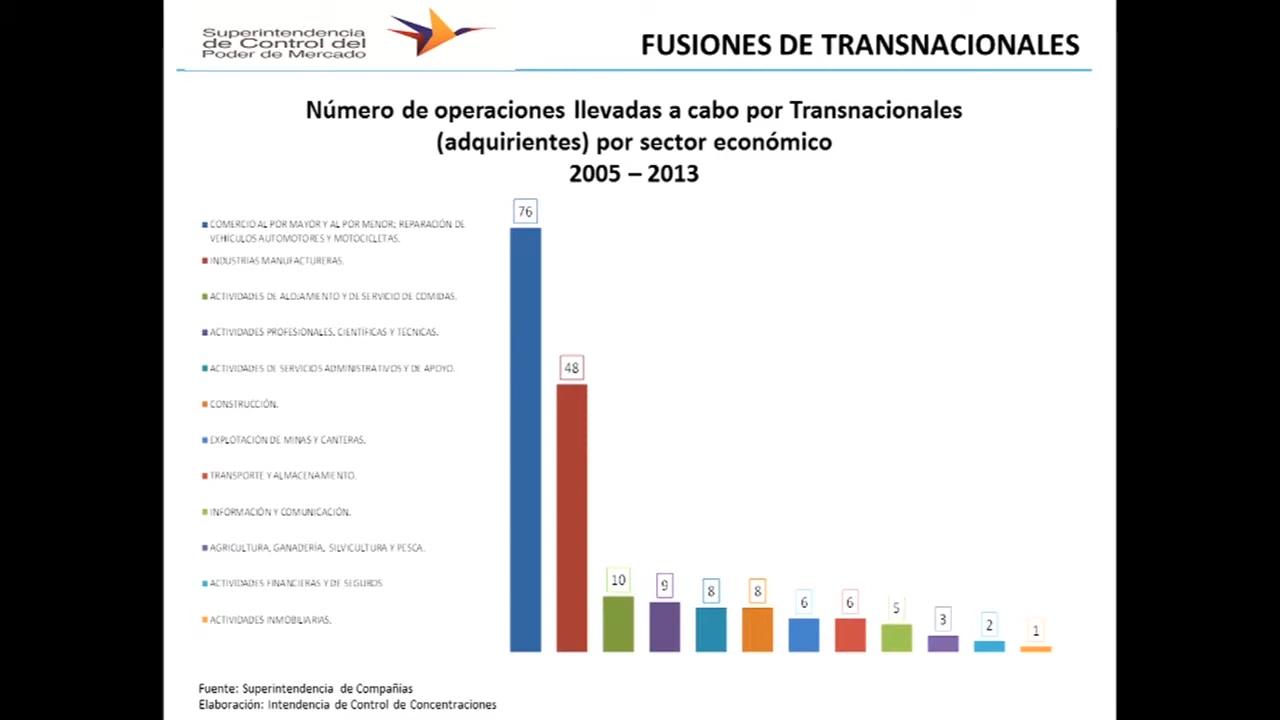 Superintendencia
de Control del
Poder de Mercado
FUSIONES DE TRANSNACIONALES
Número de operaciones llevadas a cabo por Transnacionales
(adquirientes) por sector económico
2005 – 2013
COMERCIO AL POR MAYOR Y AL POR MENOR; REPARACIÓN DE
VEHÍCULOS AUTOMOTORES Y MOTOCICLETAS.
INDUSTRIAS MANUFACTURERAS.
ACTIVIDADES DE ALOJAMIENTO Y DE SERVICIO DE COMIDAS.
ACTIVIDADES PROFESIONALES, CIENTÍFICAS Y TÉCNICAS.
ACTIVIDADES DE SERVICIOS ADMINISTRATIVOS Y DE APOYO.
CONSTRUCCIÓN.
EXPLOTACIÓN DE MINAS Y CANTERAS.
TRANSPORTE Y ALMACENAMIENTO.
INFORMACIÓN Y COMUNICACIÓN.
AGRICULTURA, GANADERÍA, SILVICULTURA Y PESCA.
ACTIVIDADES FINANCIERAS Y DE SEGUROS
ACTIVIDADES INMOBILIARIAS.
76
48
10
9
8
8
6
6
5
3
2
1
Fuente: Superintendencia de Compañías
Elaboración: Intendencia de Control de Concentraciones